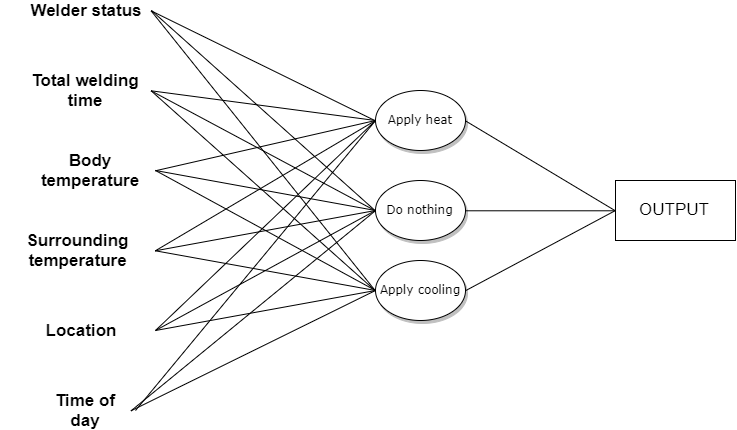 Welder status
Total welding
time
Body
temperature
Surrounding
temperature
Location
Time of
day
Apply heat
Do nothing
Apply cooling
OUTPUT